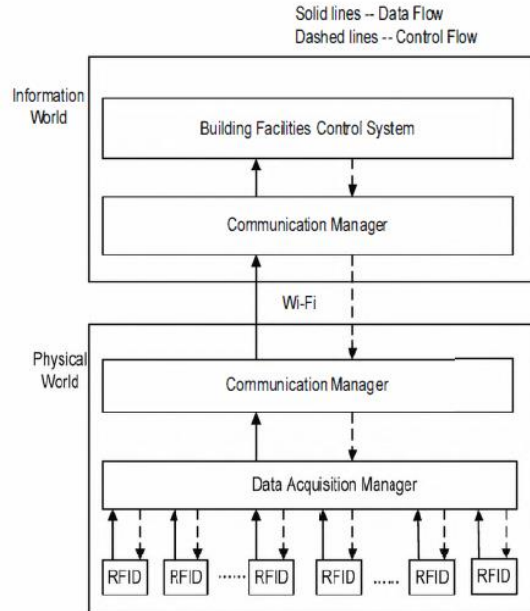 Solid lines -- Data Flow
Dashed lines -- Control Flow
Information
World
Building Facilities Control System
Communication Manager
Wi-Fi
Physical
World
Communication Manager
Data Acquisition Manager
RFID RFID ...... RFID RFID ...... RFID RFID